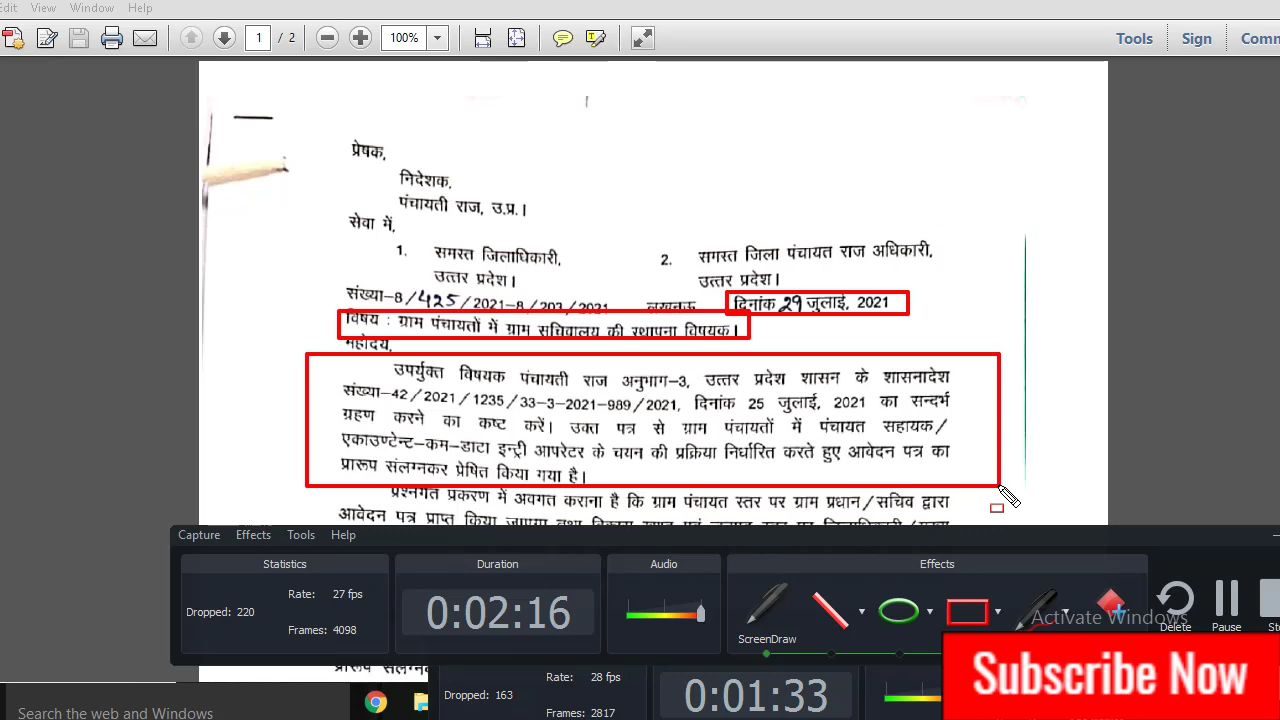 Edit View Window Help
1 / 2 100% Tools Sign Comm
प्रेषक,
निदेशक,
पंचायती राज, उ.प्र.।
सेवा में,
1. समस्त जिलाधिकारी, 2. समस्त जिला पंचायत राज अधिकारी,
उत्तर प्रदेश। उत्तर प्रदेश।
संख्या-8/425/2021-8/203/2021 लखनऊ दिनांक 29 जुलाई, 2021
विषय : ग्राम पंचायतों में ग्राम सचिवालय की स्थापना विषयक।
महोदय,
उपर्युक्त विषयक पंचायती राज अनुभाग-3, उत्तर प्रदेश शासन के शासनादेश
संख्या-42/2021/1235/33-3-2021-989/2021, दिनांक 25 जुलाई, 2021 का सन्दर्भ
ग्रहण करने का कष्ट करें। उक्त पत्र से ग्राम पंचायतों में पंचायत सहायक/
एकाउण्टेन्ट-कम-डाटा इन्ट्री आपरेटर के चयन की प्रक्रिया निर्धारित करते हुए आवेदन पत्र का
प्रारूप संलग्नकर प्रेषित किया गया है।
प्रश्नगत प्रकरण में अवगत कराना है कि ग्राम पंचायत स्तर पर ग्राम प्रधान/सचिव द्वारा
आवेदन पत्र प्राप्त किया जाएगा तथा
Capture Effects Tools Help
Statistics Duration Audio Effects
Dropped: 220 Rate: 27 fps
Frames: 4098
0:02:16
ScreenDraw
Delete Pause
Activate Windows
Subscribe Now
प्रारूप
Dropped: 163 Rate: 28 fps
Frames: 2817
0:01:33
Search the web and Windows